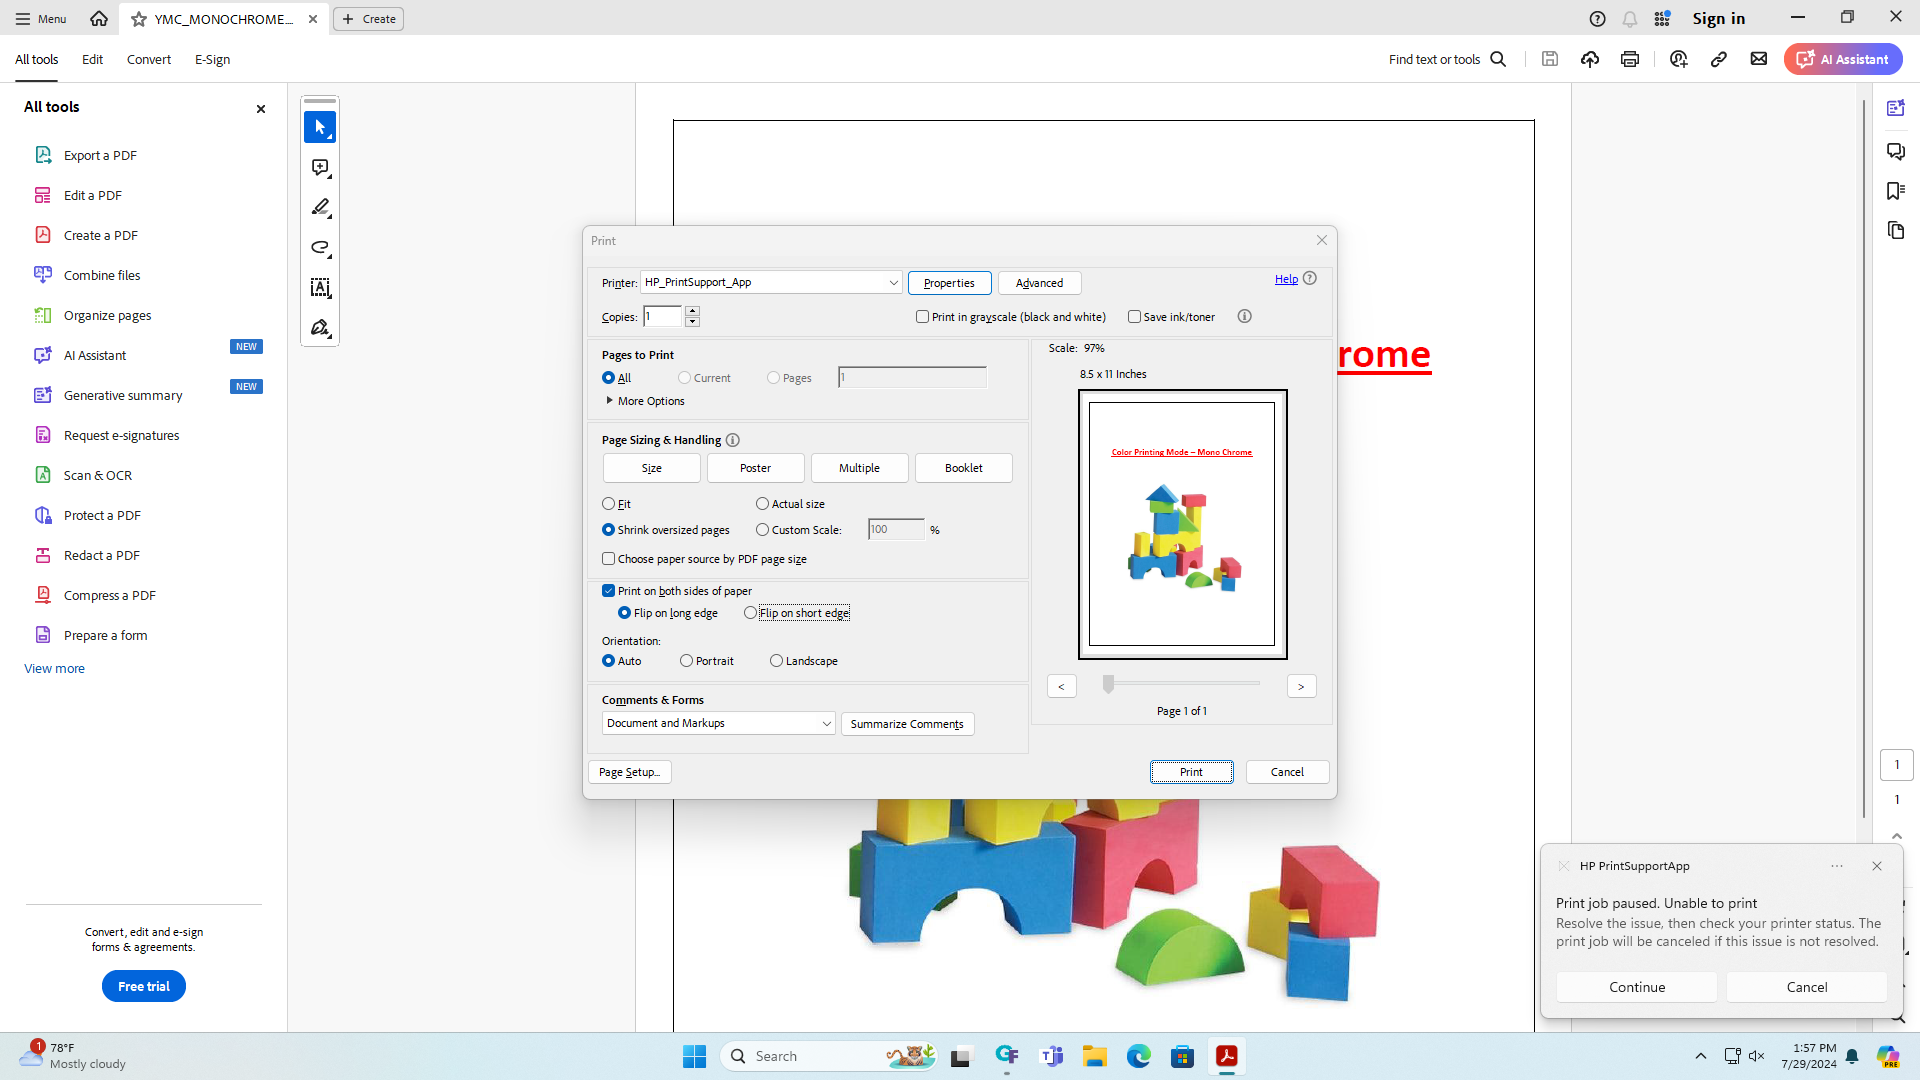 Menu
YMC_MONOCHROME...
Create
Sign in
All tools
Edit
Convert
E-Sign
Find text or tools
AI Assistant
All tools
Export a PDF
Edit a PDF
Create a PDF
Combine files
Organize pages
AI Assistant
NEW
Generative summary
NEW
Request e-signatures
Scan & OCR
Protect a PDF
Redact a PDF
Compress a PDF
Prepare a form
View more
Convert, edit and e-sign
forms & agreements.
Free trial
rome
Print
Printer:
HP_PrintSupport_App
Properties
Advanced
Help
Copies:
1
Print in grayscale (black and white)
Save ink/toner
Pages to Print
All
Current
Pages
1
More Options
Page Sizing & Handling
Size
Poster
Multiple
Booklet
Fit
Actual size
Shrink oversized pages
Custom Scale:
100
%
Choose paper source by PDF page size
Print on both sides of paper
Flip on long edge
Flip on short edge
Orientation:
Auto
Portrait
Landscape
Comments & Forms
Document and Markups
Summarize Comments
Page Setup...
Scale: 97%
8.5 x 11 Inches
Color Printing Mode – Mono Chrome
<
>
Page 1 of 1
Print
Cancel
1
1
HP PrintSupportApp
Print job paused. Unable to print
Resolve the issue, then check your printer status. The
print job will be canceled if this issue is not resolved.
Continue
Cancel
1
78°F
Mostly cloudy
Search
1:57 PM
7/29/2024
PRE